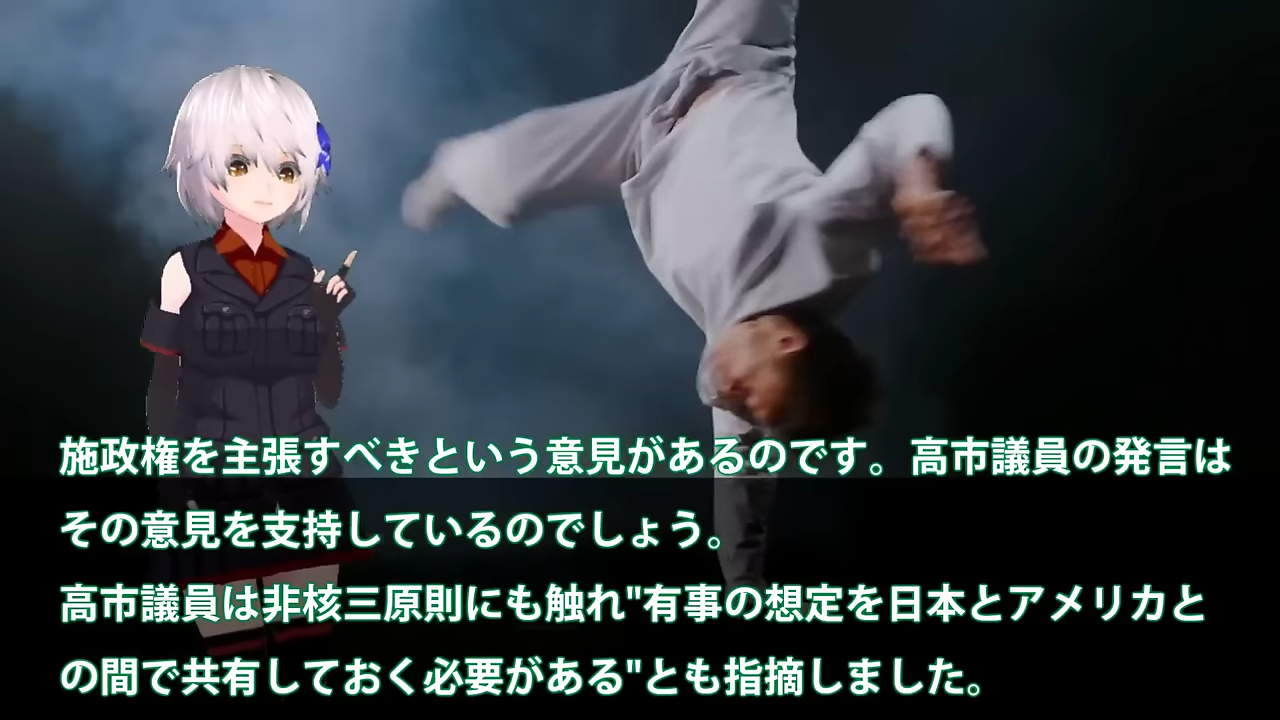 施政権を主張すべきという意見があるのです。高市議員の発言は
その意見を支持しているのでしょう。
高市議員は非核三原則にも触れ"有事の想定を日本とアメリカと
の間で共有しておく必要がある"とも指摘しました。